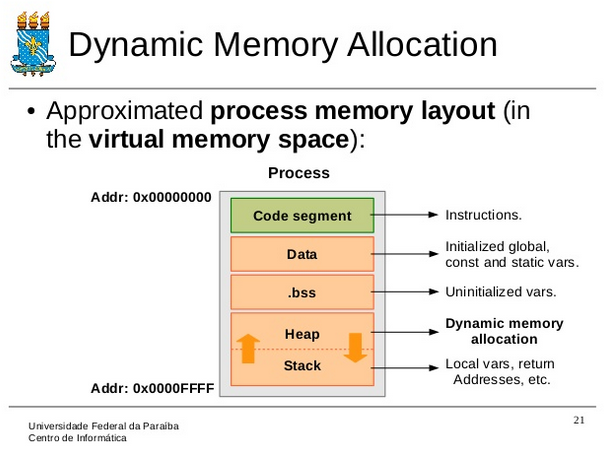 Dynamic Memory Allocation
• Approximated process memory layout (in
the virtual memory space):
Process
Addr: 0x00000000
Code segment
Instructions.
Data
Initialized global,
const and static vars.
.bss
Uninitialized vars.
Heap
Dynamic memory
allocation
Stack
Local vars, return
Addresses, etc.
Addr: 0x0000FFFF
Universidade Federal da Paraíba
Centro de Informática
21